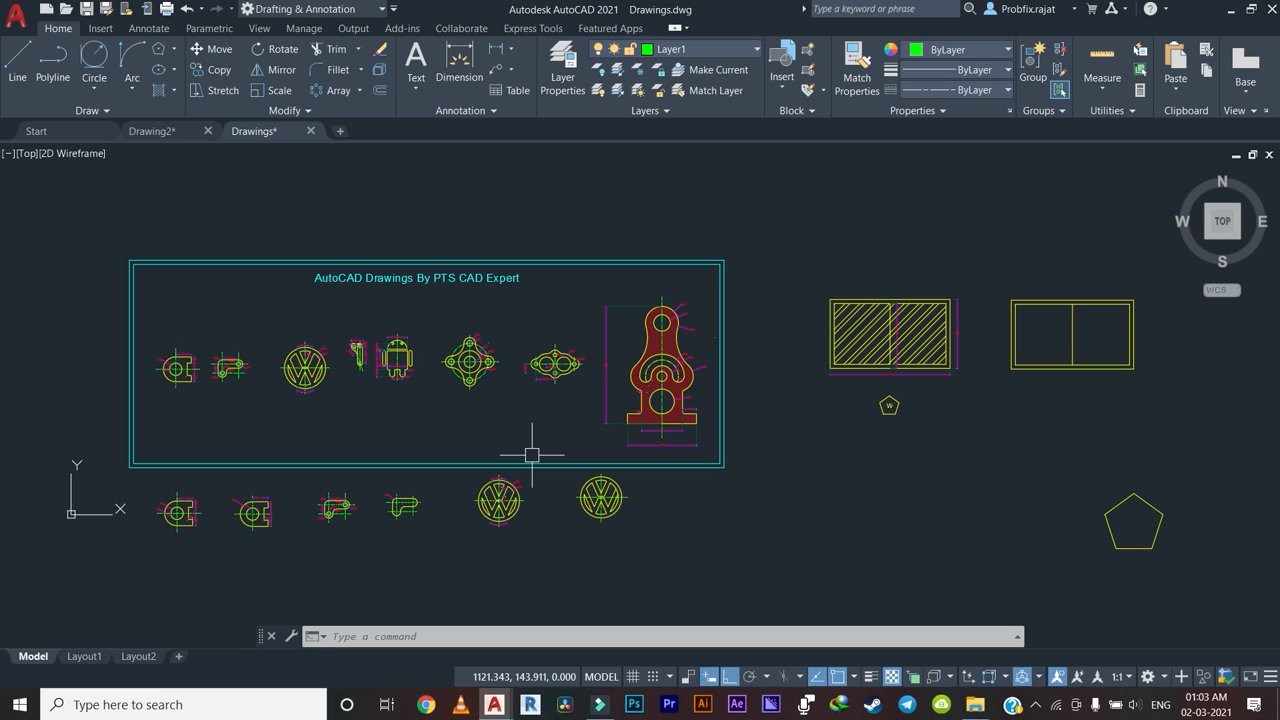 Drafting & Annotation
Autodesk AutoCAD 2021 Drawings.dwg
Type a keyword or phrase
Probfix.rajat
Home Insert Annotate Parametric View Manage Output Add-ins Collaborate Express Tools Featured Apps
Line Polyline Circle Arc
Move Rotate Trim
Copy Mirror Fillet
Stretch Scale Array
Text Dimension Table
Layer Properties
Layer1
Make Current
Match Layer
Insert
Match Properties
ByLayer
ByLayer
ByLayer
Group
Measure
Paste
Base
Draw Modify Annotation Layers Block Properties Groups Utilities Clipboard View
Start Drawing2* Drawings*
[−][Top][2D Wireframe]
N
W TOP E
S
WCS
AutoCAD Drawings By PTS CAD Expert
W
Y
X
Type a command
Model Layout1 Layout2
1121.343, 143.911, 0.000 MODEL
1:1
Type here to search
ENG
01:03 AM
02-03-2021